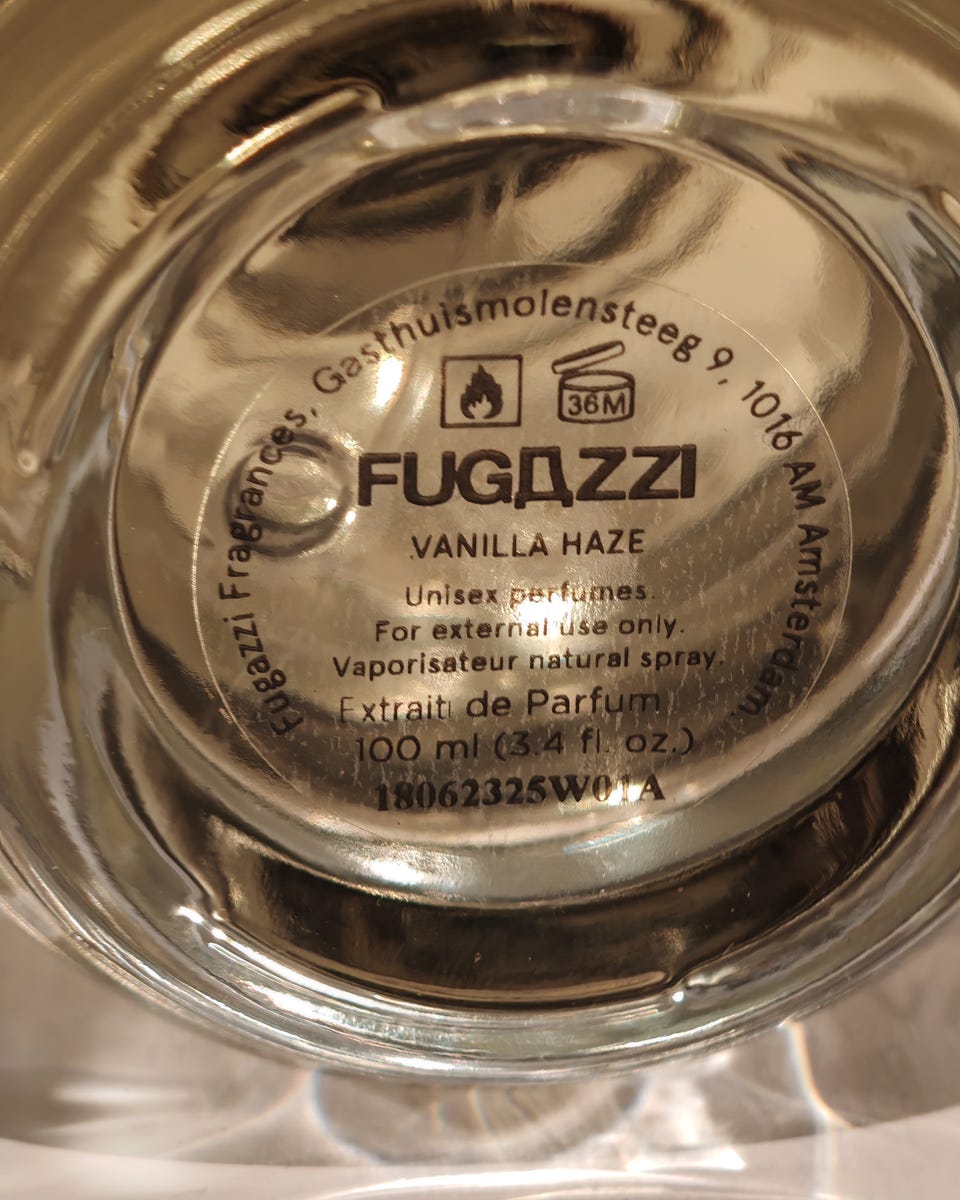 Fugazzi Fragrances, Gasthuismolensteeg 9, 1016 AM Amsterdam.
36M
FUGAZZI
VANILLA HAZE
Unisex perfumes.
For external use only.
Vaporisateur natural spray.
Extrait de Parfum
100 ml (3.4 fl. oz.)
18062325W01A